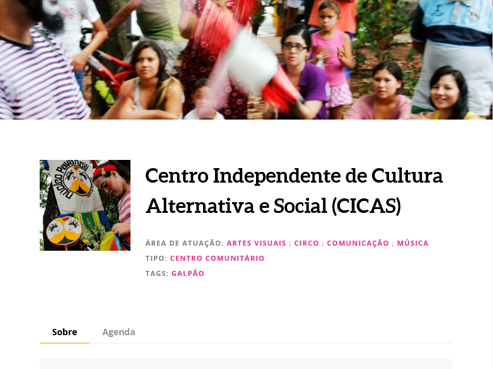 Centro Independente de Cultura
Alternativa e Social (CICAS)
ÁREA DE ATUAÇÃO: ARTES VISUAIS ; CIRCO ; COMUNICAÇÃO ; MÚSICA
TIPO: CENTRO COMUNITÁRIO
TAGS: GALPÃO
Sobre Agenda